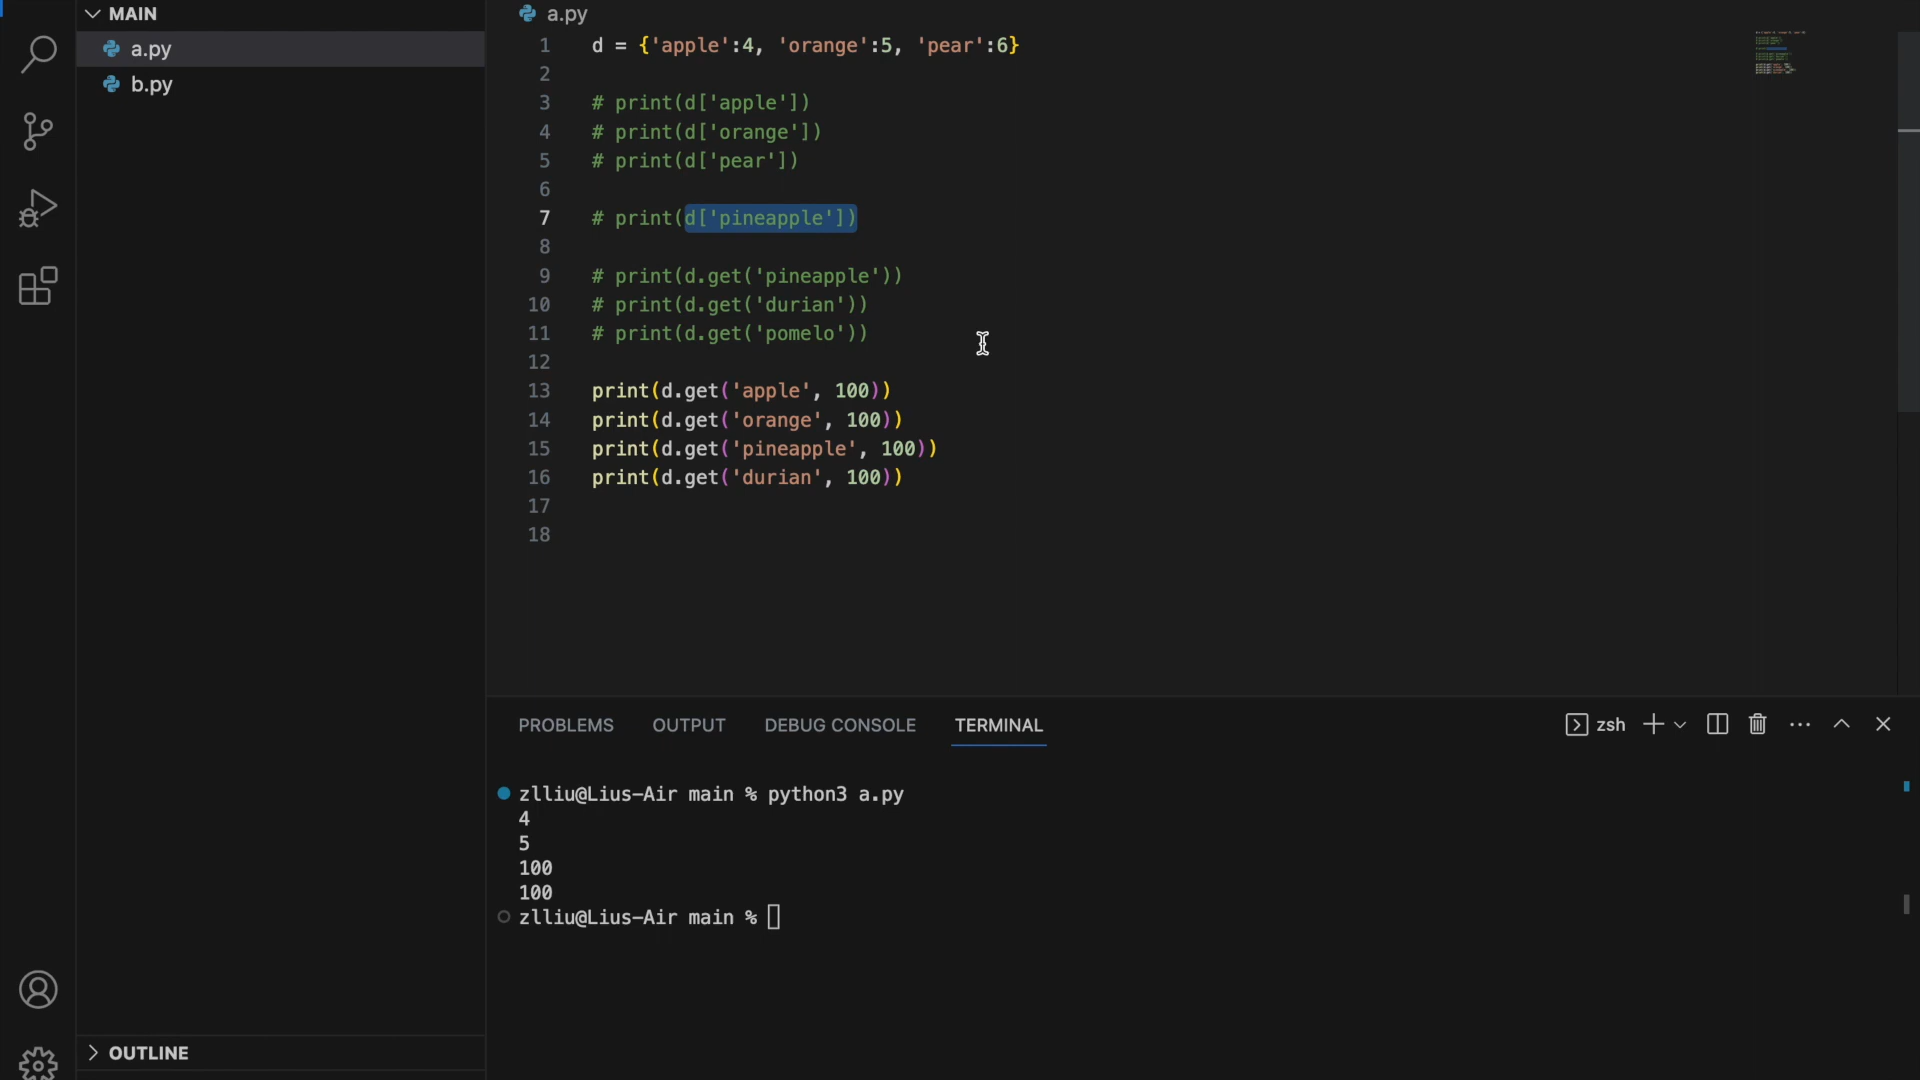 MAIN
a.py
b.py
OUTLINE
a.py
1 d = {'apple':4, 'orange':5, 'pear':6}
2
3 # print(d['apple'])
4 # print(d['orange'])
5 # print(d['pear'])
6
7 # print(d['pineapple'])
8
9 # print(d.get('pineapple'))
10 # print(d.get('durian'))
11 # print(d.get('pomelo'))
12
13 print(d.get('apple', 100))
14 print(d.get('orange', 100))
15 print(d.get('pineapple', 100))
16 print(d.get('durian', 100))
17
18
PROBLEMS OUTPUT DEBUG CONSOLE TERMINAL zsh
zlliu@Lius-Air main % python3 a.py
4
5
100
100
zlliu@Lius-Air main %